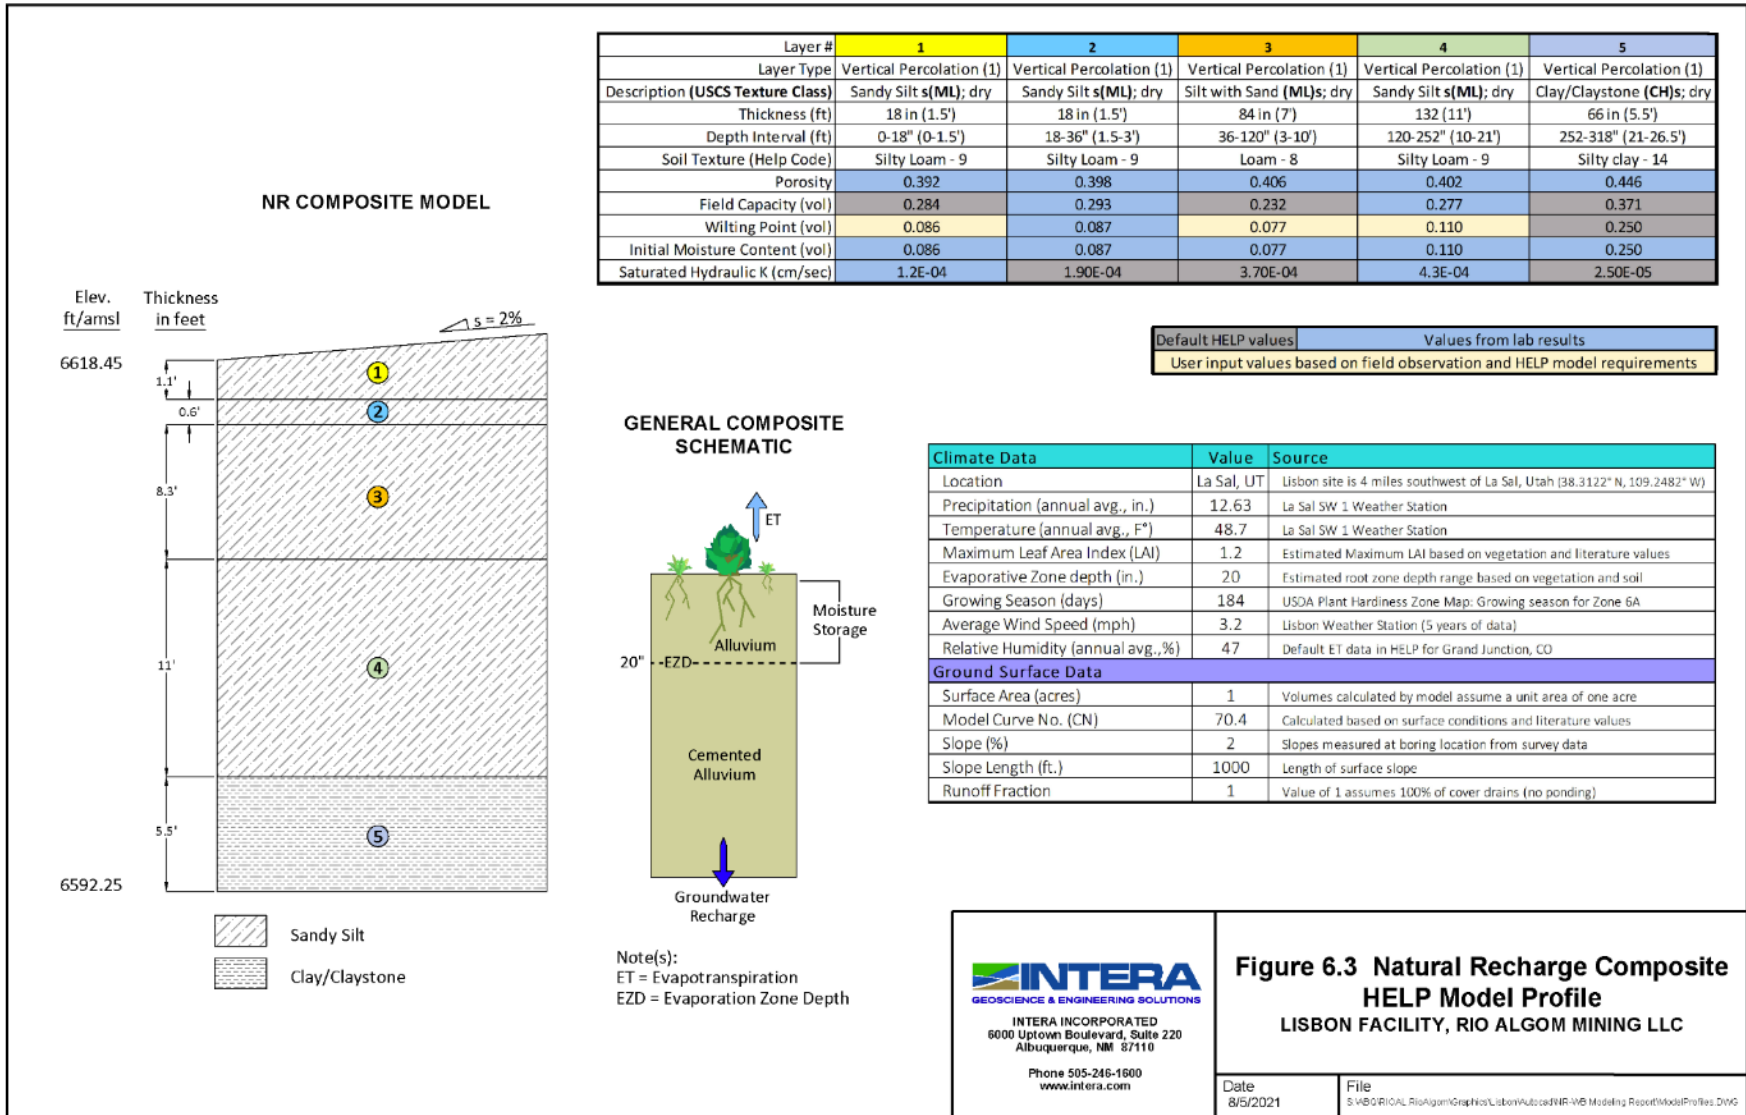 Layer # 1 2 3 4 5
Layer Type Vertical Percolation (1) Vertical Percolation (1) Vertical Percolation (1) Vertical Percolation (1) Vertical Percolation (1)
Description (USCS Texture Class) Sandy Silt s(ML); dry Sandy Silt s(ML); dry Silt with Sand (ML)s; dry Sandy Silt s(ML); dry Clay/Claystone (CH)s; dry
Thickness (ft) 18 in (1.5') 18 in (1.5') 84 in (7') 132 (11') 66 in (5.5')
Depth Interval (ft) 0-18" (0-1.5') 18-36" (1.5-3') 36-120" (3-10') 120-252" (10-21') 252-318" (21-26.5')
Soil Texture (Help Code) Silty Loam - 9 Silty Loam - 9 Loam - 8 Silty Loam - 9 Silty clay - 14
Porosity 0.392 0.398 0.406 0.402 0.446
Field Capacity (vol) 0.284 0.293 0.232 0.277 0.371
Wilting Point (vol) 0.086 0.087 0.077 0.110 0.250
Initial Moisture Content (vol) 0.086 0.087 0.077 0.110 0.250
Saturated Hydraulic K (cm/sec) 1.2E-04 1.90E-04 3.70E-04 4.3E-04 2.50E-05
Default HELP values Values from lab results
User input values based on field observation and HELP model requirements
NR COMPOSITE MODEL
Elev.
ft/amsl
Thickness
in feet
s = 2%
6618.45
1.1'
1
0.6'
2
8.3'
3
11'
4
5.5'
5
6592.25
Sandy Silt
Clay/Claystone
GENERAL COMPOSITE
SCHEMATIC
ET
Moisture
Storage
Alluvium
20" EZD
Cemented
Alluvium
Groundwater
Recharge
Note(s):
ET = Evapotranspiration
EZD = Evaporation Zone Depth
Climate Data Value Source
Location La Sal, UT Lisbon site is 4 miles southwest of La Sal, Utah (38.3122° N, 109.2482° W)
Precipitation (annual avg., in.) 12.63 La Sal SW 1 Weather Station
Temperature (annual avg., F°) 48.7 La Sal SW 1 Weather Station
Maximum Leaf Area Index (LAI) 1.2 Estimated Maximum LAI based on vegetation and literature values
Evaporative Zone depth (in.) 20 Estimated root zone depth range based on vegetation and soil
Growing Season (days) 184 USDA Plant Hardiness Zone Map: Growing season for Zone 6A
Average Wind Speed (mph) 3.2 Lisbon Weather Station (5 years of data)
Relative Humidity (annual avg.,%) 47 Default ET data in HELP for Grand Junction, CO
Ground Surface Data
Surface Area (acres) 1 Volumes calculated by model assume a unit area of one acre
Model Curve No. (CN) 70.4 Calculated based on surface conditions and literature values
Slope (%) 2 Slopes measured at boring location from survey data
Slope Length (ft.) 1000 Length of surface slope
Runoff Fraction 1 Value of 1 assumes 100% of cover drains (no ponding)
INTERA
GEOSCIENCE & ENGINEERING SOLUTIONS
INTERA INCORPORATED
6000 Uptown Boulevard, Suite 220
Albuquerque, NM 87110
Phone 505-246-1600
www.intera.com
Figure 6.3 Natural Recharge Composite
HELP Model Profile
LISBON FACILITY, RIO ALGOM MINING LLC
Date
8/5/2021
File